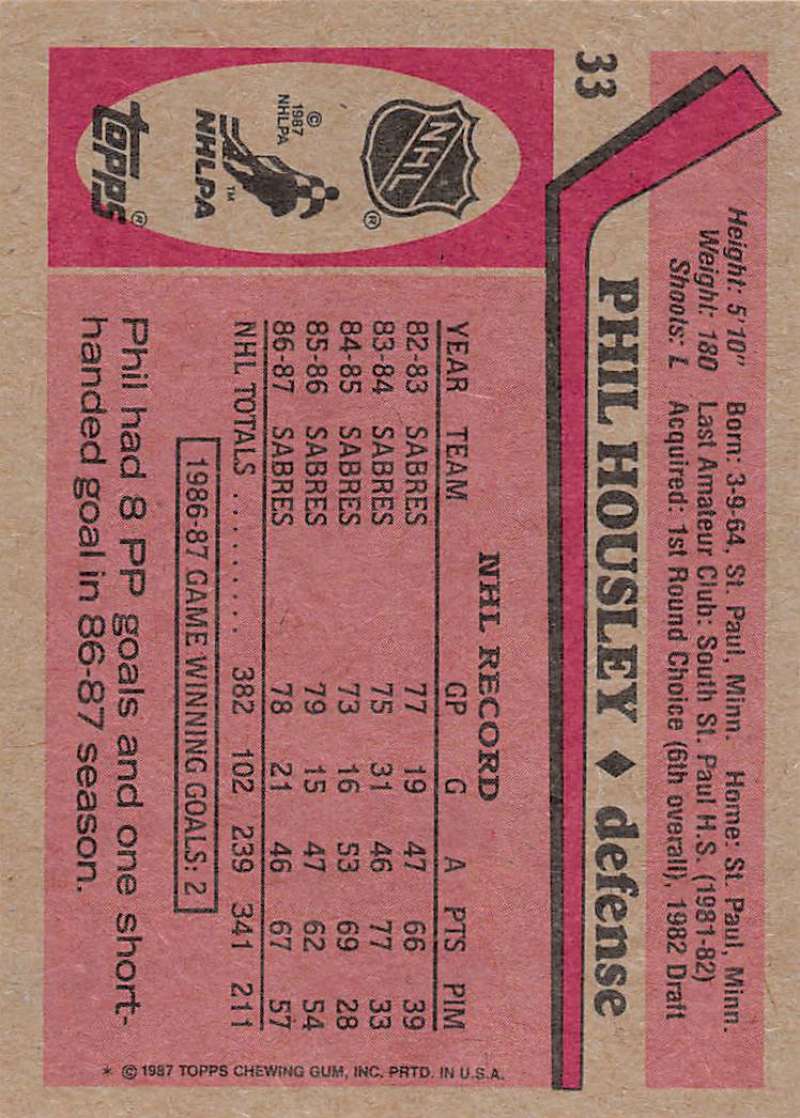 33
Height: 5'10" Born: 3-9-64, St. Paul, Minn. Home: St. Paul, Minn.
Weight: 180 Last Amateur Club: South St. Paul H.S. (1981-82)
Shoots: L Acquired: 1st Round Choice (6th overall), 1982 Draft
PHIL HOUSLEY ♦ defense
NHL ®
© 1987 NHLPA
™
NHLPA
TOPPS ®
NHL RECORD
YEAR TEAM GP G A PTS PIM
82-83 SABRES 77 19 47 66 39
83-84 SABRES 75 31 46 77 33
84-85 SABRES 73 16 53 69 28
85-86 SABRES 79 15 47 62 54
86-87 SABRES 78 21 46 67 57
NHL TOTALS .......... 382 102 239 341 211
1986-87 GAME WINNING GOALS: 2
Phil had 8 PP goals and one short-
handed goal in 86-87 season.
* © 1987 TOPPS CHEWING GUM, INC. PRTD. IN U.S.A.